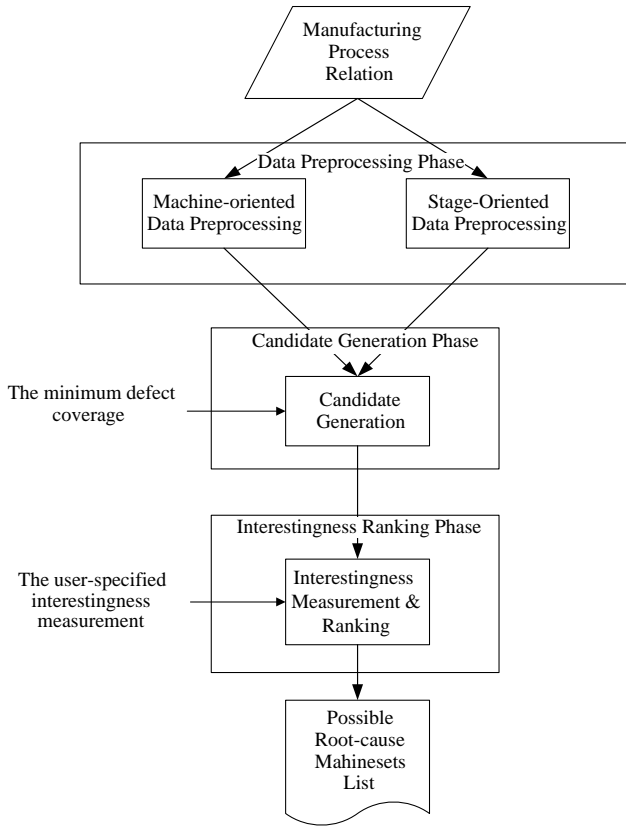 Manufacturing
Process
Relation
Data Preprocessing Phase
Machine-oriented
Data Preprocessing
Stage-Oriented
Data Preprocessing
Candidate Generation Phase
The minimum defect
coverage
Candidate
Generation
Interestingness Ranking Phase
The user-specified
interestingness
measurement
Interestingness
Measurement &
Ranking
Possible
Root-cause
Mahinesets
List